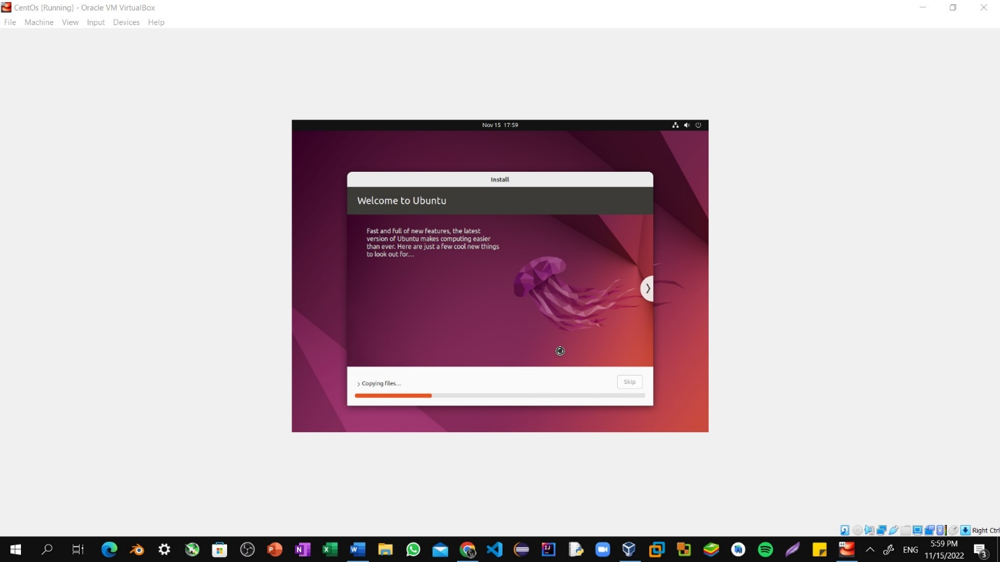 CentOs [Running] - Oracle VM VirtualBox
File Machine View Input Devices Help
Nov 15 17:59
Install
Welcome to Ubuntu
Fast and full of new features, the latest
version of Ubuntu makes computing easier
than ever. Here are just a few cool new things
to look out for...
Copying files...
Skip
Right Ctrl
ENG
5:59 PM
11/15/2022
3